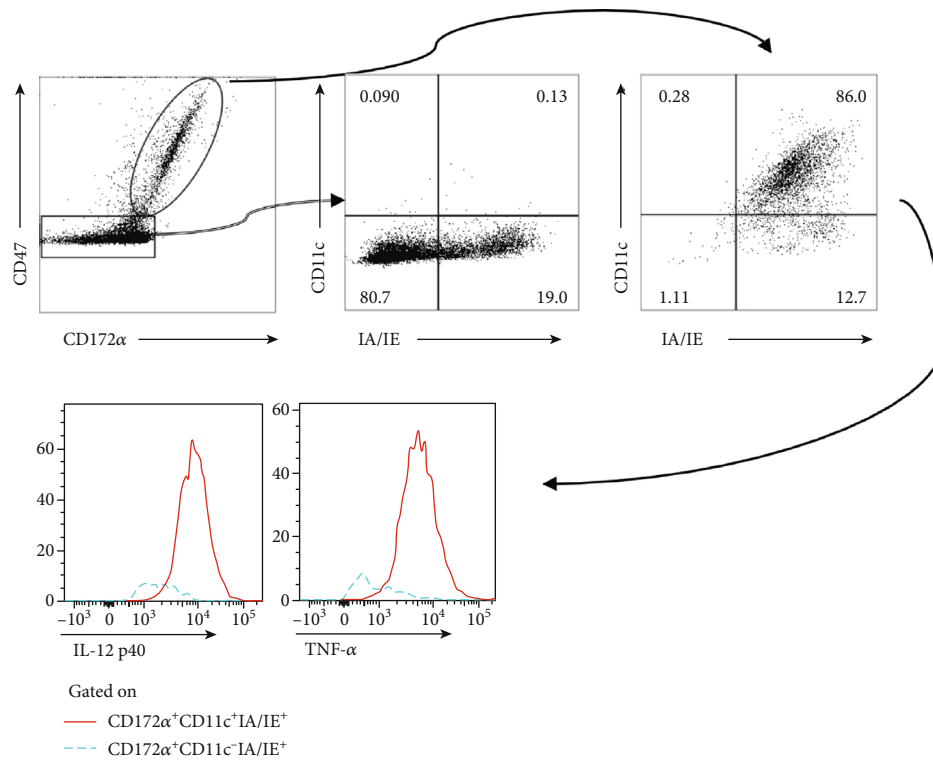 CD47
CD172α
0.090
0.13
80.7
19.0
CD11c
IA/IE
0.28
86.0
1.11
12.7
CD11c
IA/IE
60
40
20
0
–10³ 0 10³ 10⁴ 10⁵
IL-12 p40
60
40
20
0
–10³ 0 10³ 10⁴ 10⁵
TNF-α
Gated on
CD172α⁺CD11c⁺IA/IE⁺
CD172α⁺CD11c⁻IA/IE⁺